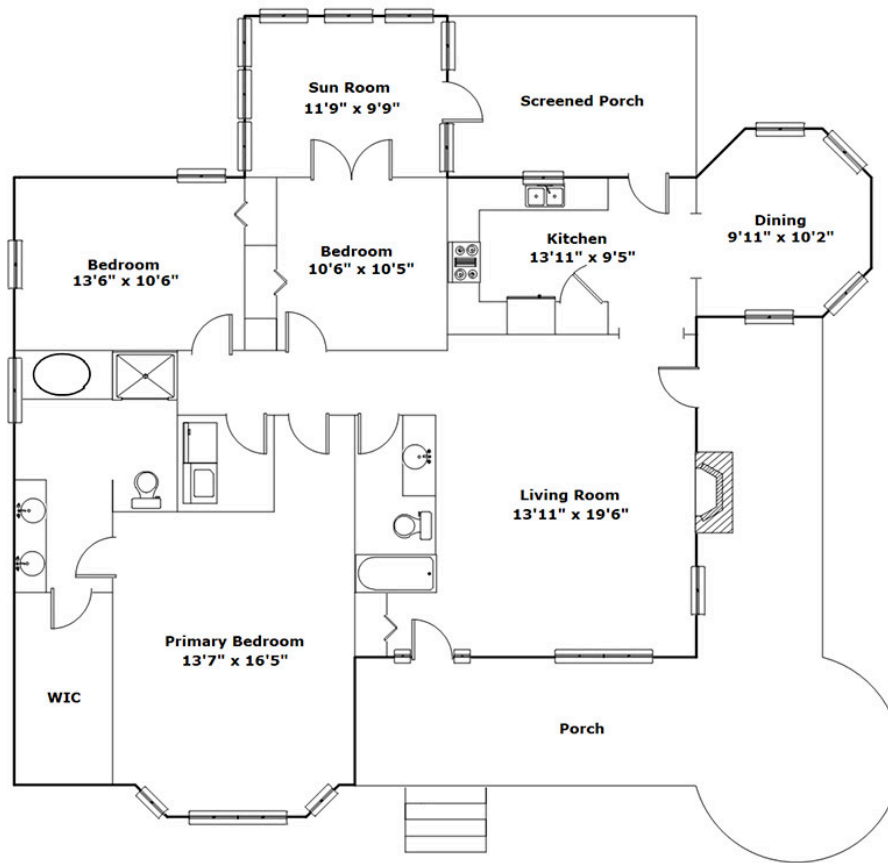 Sun Room
11'9" x 9'9"
Screened Porch
Dining
9'11" x 10'2"
Kitchen
13'11" x 9'5"
Bedroom
10'6" x 10'5"
Bedroom
13'6" x 10'6"
Living Room
13'11" x 19'6"
Primary Bedroom
13'7" x 16'5"
WIC
Porch